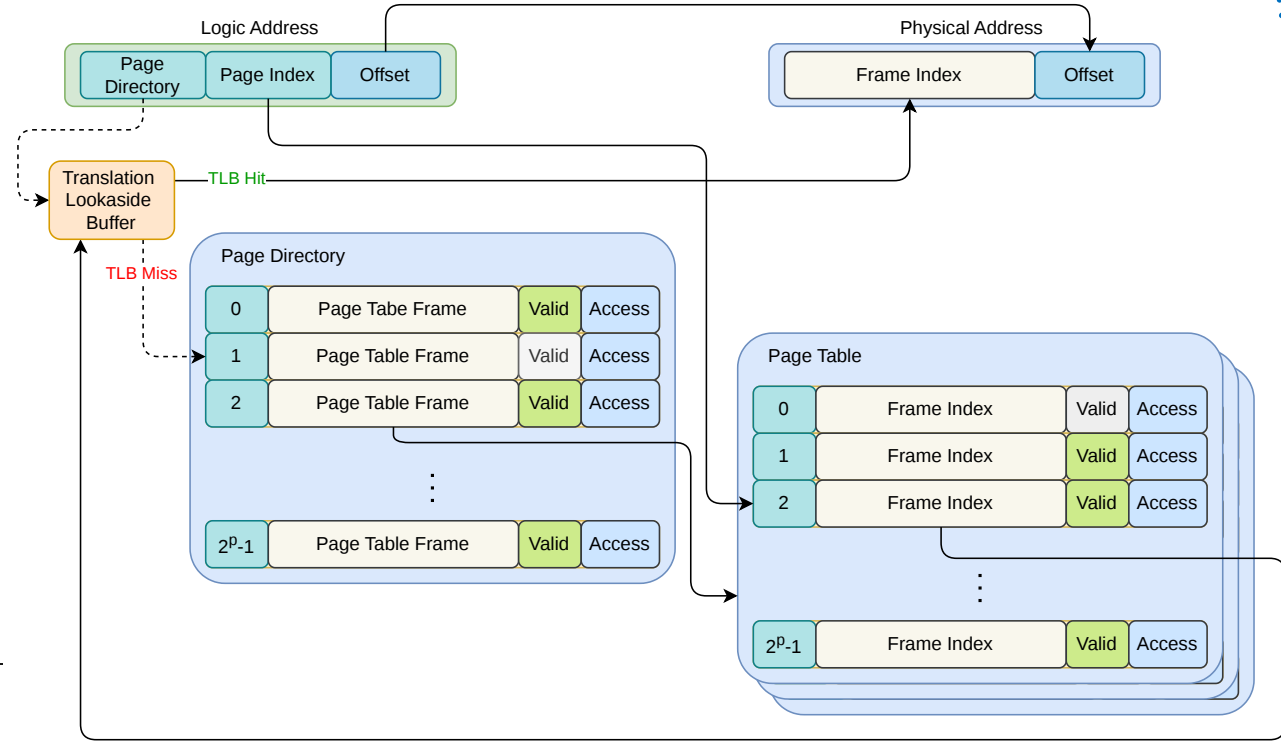 Logic Address
Physical Address
Page
Directory
Page Index
Offset
Frame Index
Offset
Translation
Lookaside
Buffer
TLB Hit
TLB Miss
Page Directory
0 Page Tabe Frame Valid Access
1 Page Table Frame Valid Access
2 Page Table Frame Valid Access
⋮
2ᵖ-1 Page Table Frame Valid Access
Page Table
0 Frame Index Valid Access
1 Frame Index Valid Access
2 Frame Index Valid Access
⋮
2ᵖ-1 Frame Index Valid Access